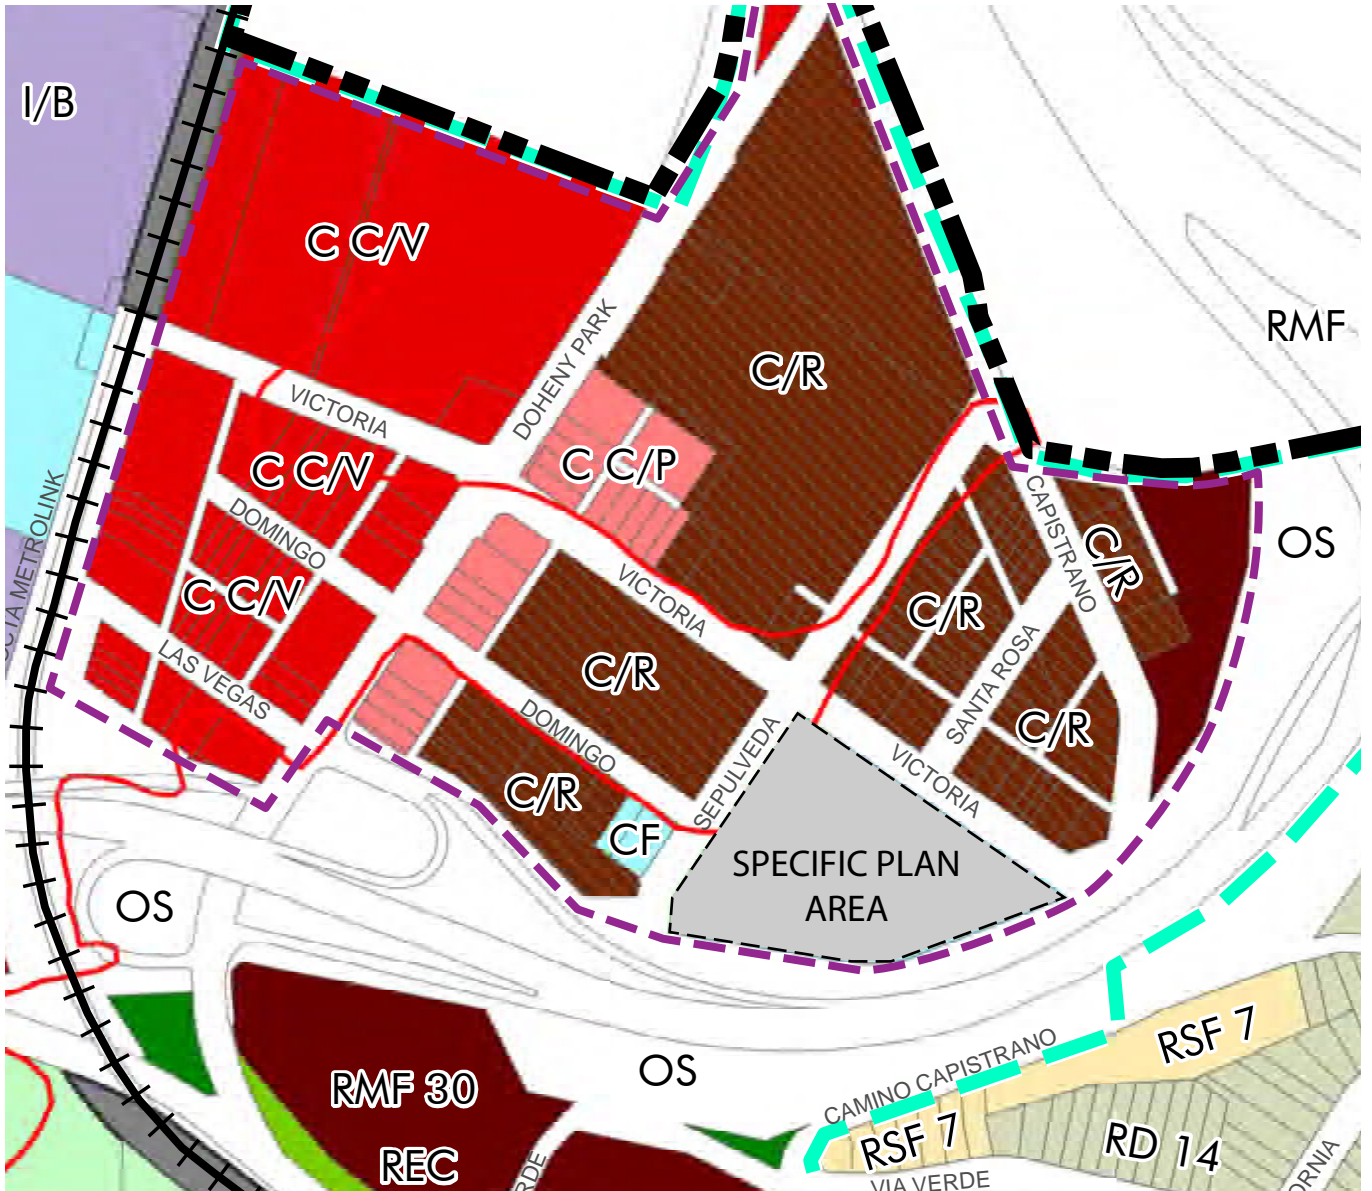 I/B
C C/V
RMF
DOHENY PARK
C/R
VICTORIA
C C/V
C C/P
OCTA METROLINK
DOMINGO
CAPISTRANO
OS
C/R
C C/V
VICTORIA
C/R
C/R
SANTA ROSA
LAS VEGAS
DOMINGO
C/R
SEPULVEDA
VICTORIA
C/R
CF
SPECIFIC PLAN
AREA
OS
RSF 7
OS
CAMINO CAPISTRANO
RMF 30
RSF 7
RD 14
REC
VIA VERDE